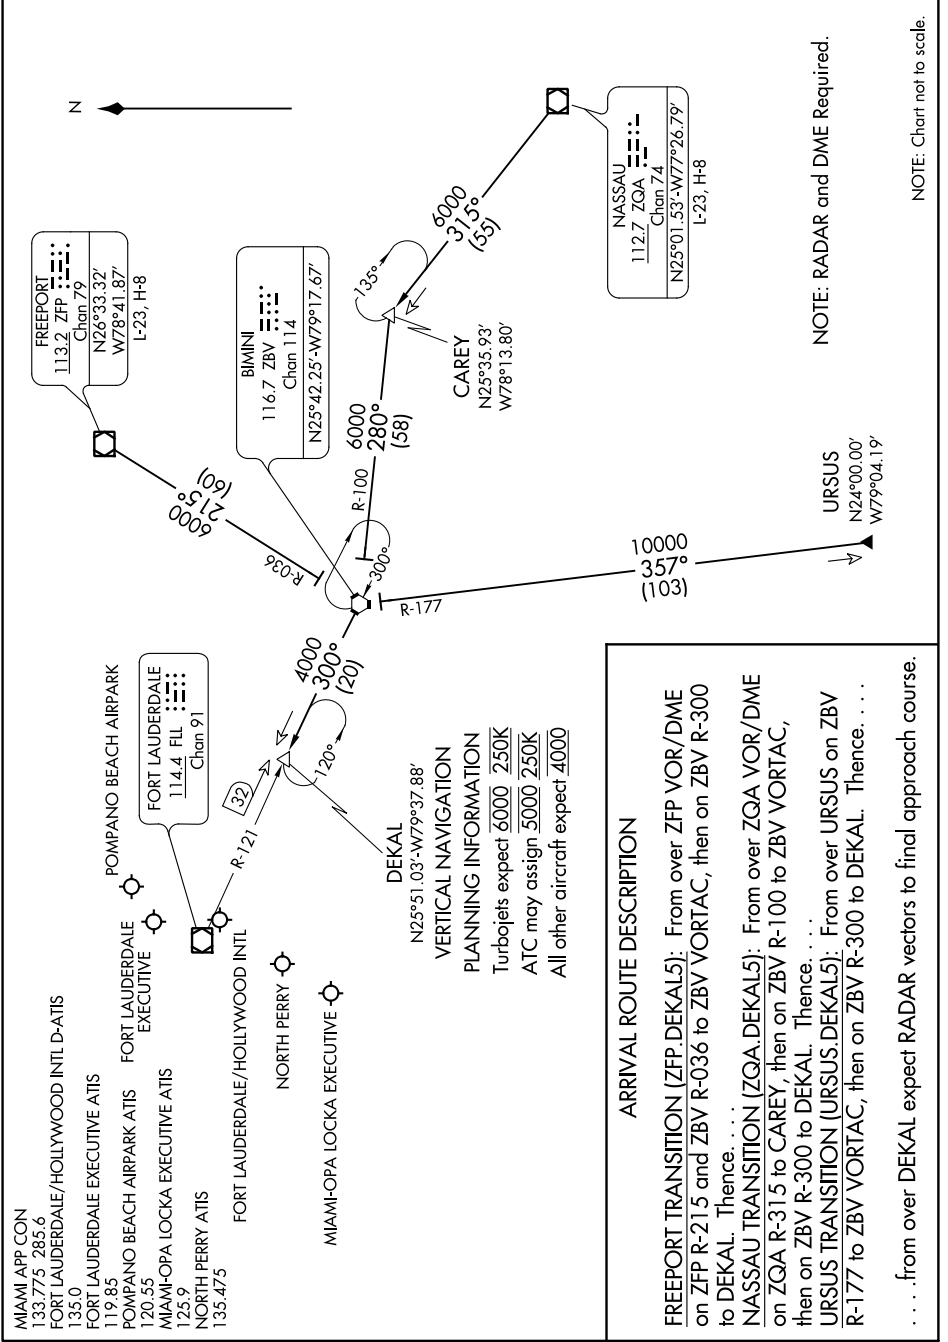 MIAMI APP CON
133.775 285.6
FORT LAUDERDALE/HOLLYWOOD INTL D-ATIS
135.0
FORT LAUDERDALE EXECUTIVE ATIS
119.85
POMPANO BEACH AIRPARK ATIS
120.55
MIAMI-OPA LOCKA EXECUTIVE ATIS
125.9
NORTH PERRY ATIS
135.475
POMPANO BEACH AIRPARK
FORT LAUDERDALE
EXECUTIVE
FORT LAUDERDALE/HOLLYWOOD INTL
NORTH PERRY
MIAMI-OPA LOCKA EXECUTIVE
FORT LAUDERDALE
114.4 FLL
Chan 91
R-121
32
120°
DEKAL
N25°51.03'-W79°37.88'
VERTICAL NAVIGATION
PLANNING INFORMATION
Turbojets expect 6000 250K
ATC may assign 5000 250K
All other aircraft expect 4000
4000
300°
(20)
FREEPORT
113.2 ZFP
Chan 79
N26°33.32'
W78°41.87'
L-23, H-8
6000
215°
(60)
R-036
BIMINI
116.7 ZBV
Chan 114
N25°42.25'-W79°17.67'
300°
R-100
6000
280°
(58)
R-177
10000
357°
(103)
URSUS
N24°00.00'
W79°04.19'
CAREY
N25°35.93'
W78°13.80'
135°
6000
315°
(55)
NASSAU
112.7 ZQA
Chan 74
N25°01.53'-W77°26.79'
L-23, H-8
N
NOTE: RADAR and DME Required.
NOTE: Chart not to scale.
ARRIVAL ROUTE DESCRIPTION
FREEPORT TRANSITION (ZFP.DEKAL5): From over ZFP VOR/DME
on ZFP R-215 and ZBV R-036 to ZBV VORTAC, then on ZBV R-300
to DEKAL. Thence. . . .
NASSAU TRANSITION (ZQA.DEKAL5): From over ZQA VOR/DME
on ZQA R-315 to CAREY, then on ZBV R-100 to ZBV VORTAC,
then on ZBV R-300 to DEKAL. Thence. . . .
URSUS TRANSITION (URSUS.DEKAL5): From over URSUS on ZBV
R-177 to ZBV VORTAC, then on ZBV R-300 to DEKAL. Thence. . . .
. . . .from over DEKAL expect RADAR vectors to final approach course.